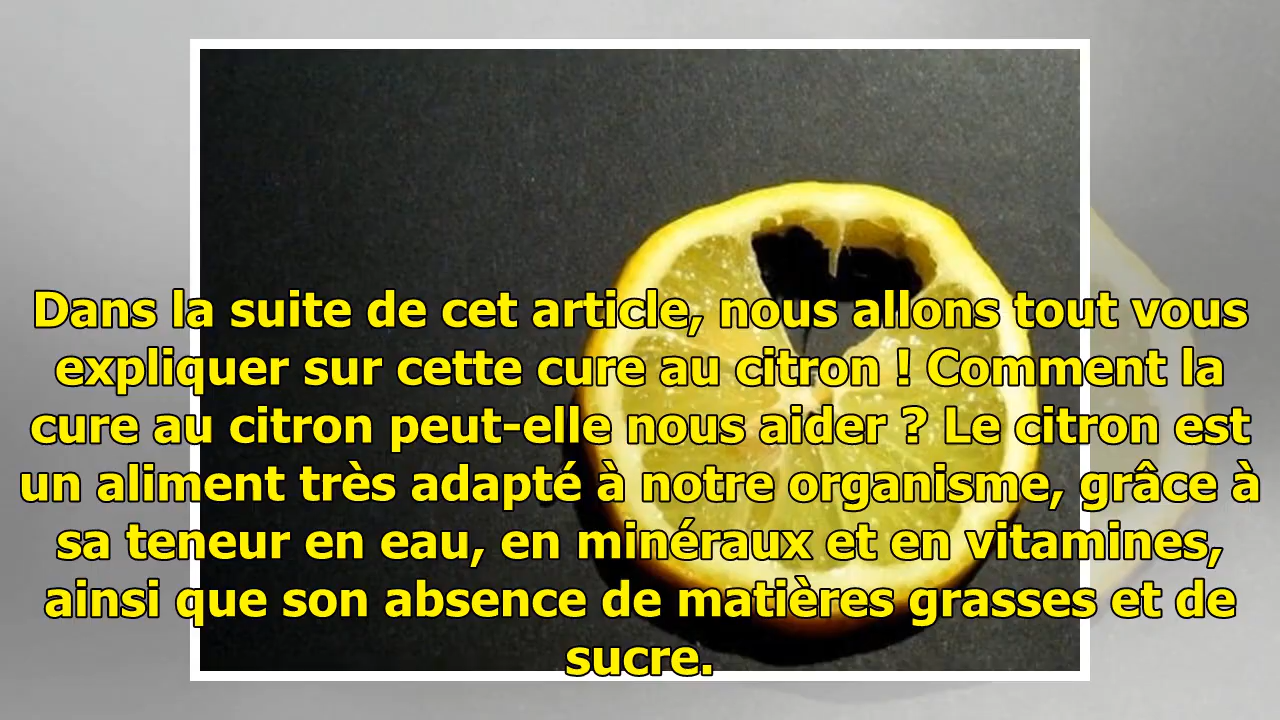 Dans la suite de cet article, nous allons tout vous
expliquer sur cette cure au citron ! Comment la
cure au citron peut-elle nous aider ? Le citron est
un aliment très adapté à notre organisme, grâce à
sa teneur en eau, en minéraux et en vitamines,
ainsi que son absence de matières grasses et de
sucre.